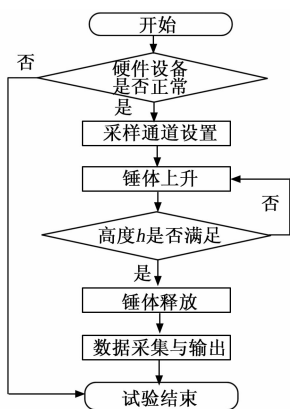 开始
否
硬件设备
是否正常
是
采样通道设置
锤体上升
否
高度h是否满足
是
锤体释放
数据采集与输出
试验结束